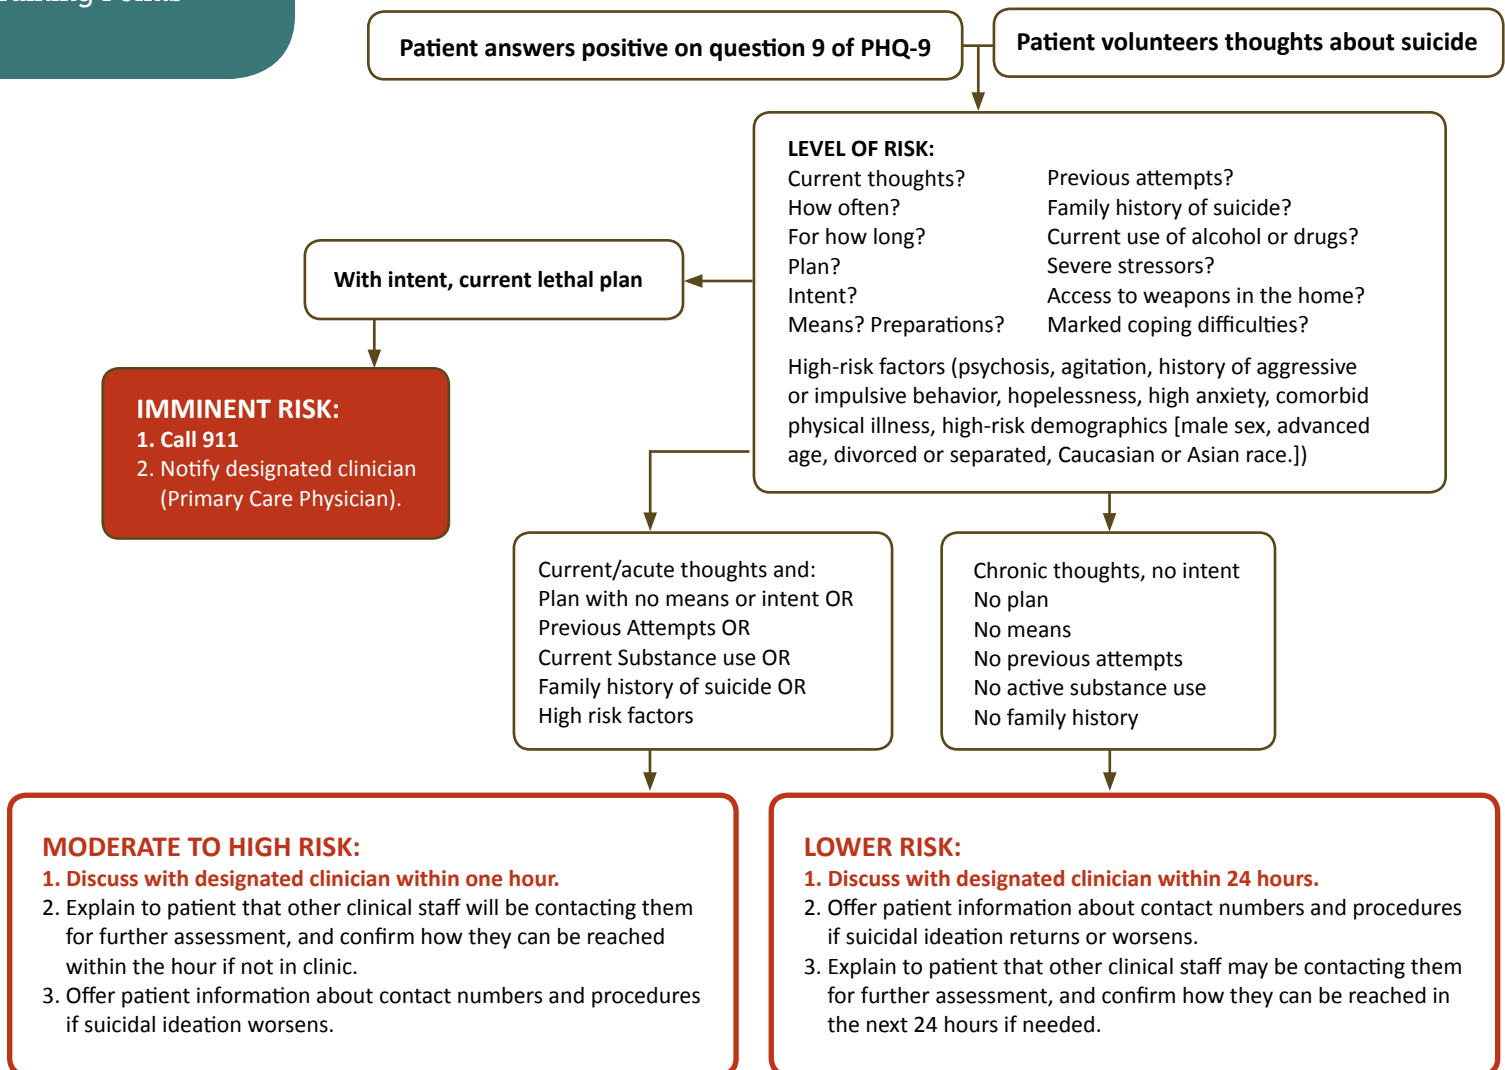 Patient answers positive on question 9 of PHQ-9
Patient volunteers thoughts about suicide
LEVEL OF RISK:
Current thoughts?
How often?
For how long?
Plan?
Intent?
Means? Preparations?
Previous attempts?
Family history of suicide?
Current use of alcohol or drugs?
Severe stressors?
Access to weapons in the home?
Marked coping difficulties?
High-risk factors (psychosis, agitation, history of aggressive
or impulsive behavior, hopelessness, high anxiety, comorbid
physical illness, high-risk demographics [male sex, advanced
age, divorced or separated, Caucasian or Asian race.])
With intent, current lethal plan
IMMINENT RISK:
1. Call 911
2. Notify designated clinician
(Primary Care Physician).
Current/acute thoughts and:
Plan with no means or intent OR
Previous Attempts OR
Current Substance use OR
Family history of suicide OR
High risk factors
Chronic thoughts, no intent
No plan
No means
No previous attempts
No active substance use
No family history
MODERATE TO HIGH RISK:
1. Discuss with designated clinician within one hour.
2. Explain to patient that other clinical staff will be contacting them
for further assessment, and confirm how they can be reached
within the hour if not in clinic.
3. Offer patient information about contact numbers and procedures
if suicidal ideation worsens.
LOWER RISK:
1. Discuss with designated clinician within 24 hours.
2. Offer patient information about contact numbers and procedures
if suicidal ideation returns or worsens.
3. Explain to patient that other clinical staff may be contacting them
for further assessment, and confirm how they can be reached in
the next 24 hours if needed.